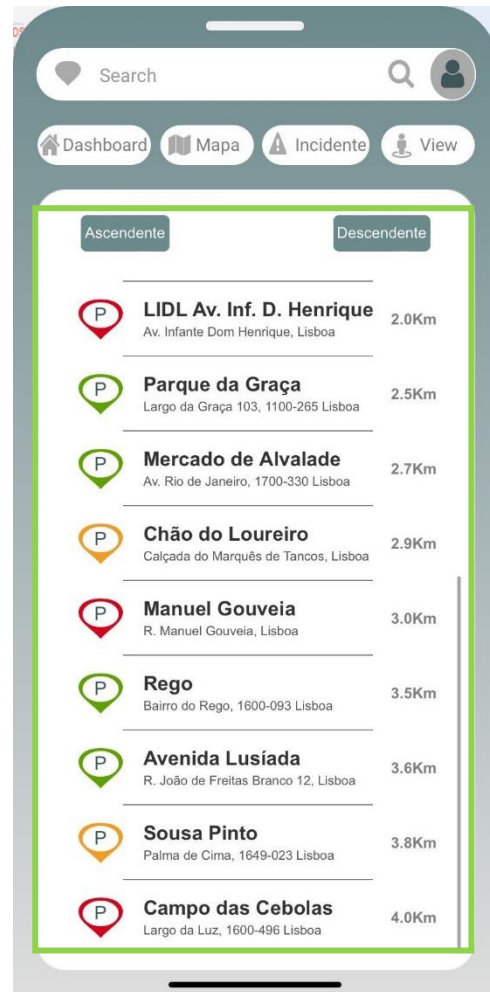 Search
Dashboard Mapa Incidente View
Ascendente Descendente
P LIDL Av. Inf. D. Henrique 2.0Km
Av. Infante Dom Henrique, Lisboa
P Parque da Graça 2.5Km
Largo da Graça 103, 1100-265 Lisboa
P Mercado de Alvalade 2.7Km
Av. Rio de Janeiro, 1700-330 Lisboa
P Chão do Loureiro 2.9Km
Calçada do Marquês de Tancos, Lisboa
P Manuel Gouveia 3.0Km
R. Manuel Gouveia, Lisboa
P Rego 3.5Km
Bairro do Rego, 1600-093 Lisboa
P Avenida Lusíada 3.6Km
R. João de Freitas Branco 12, Lisboa
P Sousa Pinto 3.8Km
Palma de Cima, 1649-023 Lisboa
P Campo das Cebolas 4.0Km
Largo da Luz, 1600-496 Lisboa